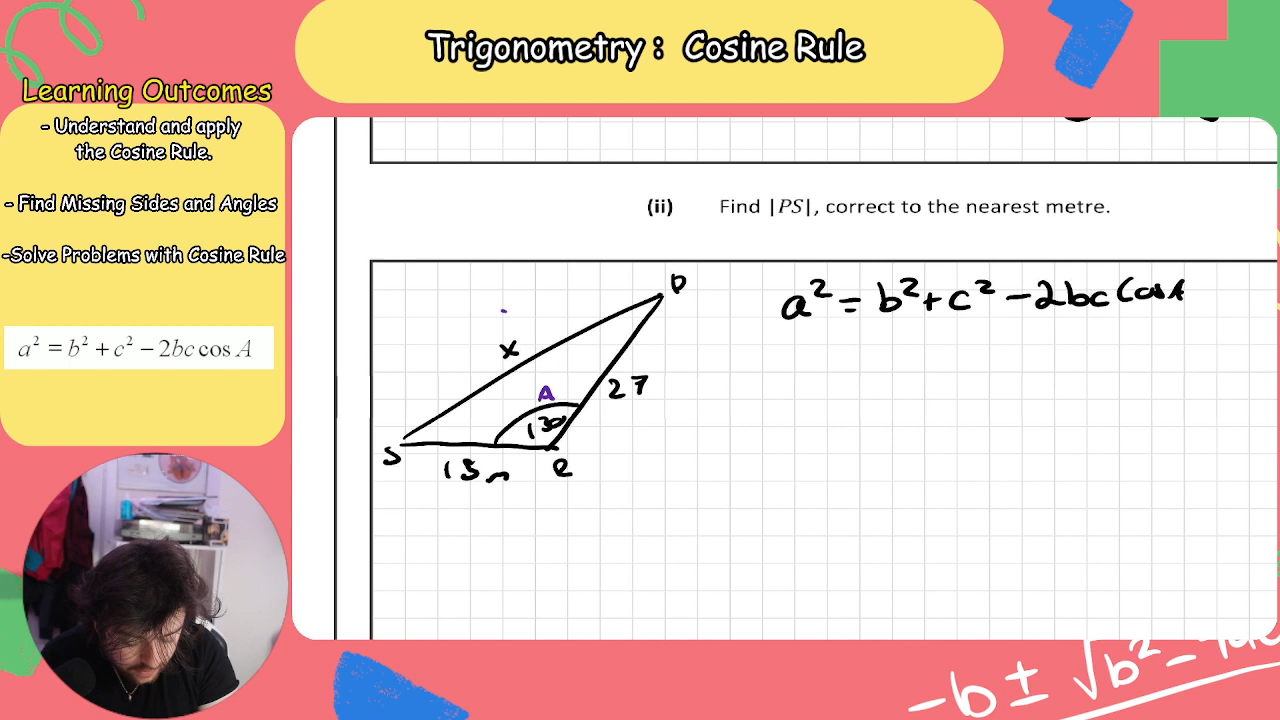 Trigonometry : Cosine Rule
Learning Outcomes
- Understand and apply
the Cosine Rule.
- Find Missing Sides and Angles
-Solve Problems with Cosine Rule
a² = b² + c² − 2bc cos A
(ii) Find |PS|, correct to the nearest metre.
P
a² = b² + c² − 2bc Cos A
x
A
27
130°
S
15m
R
-b ± √b² -